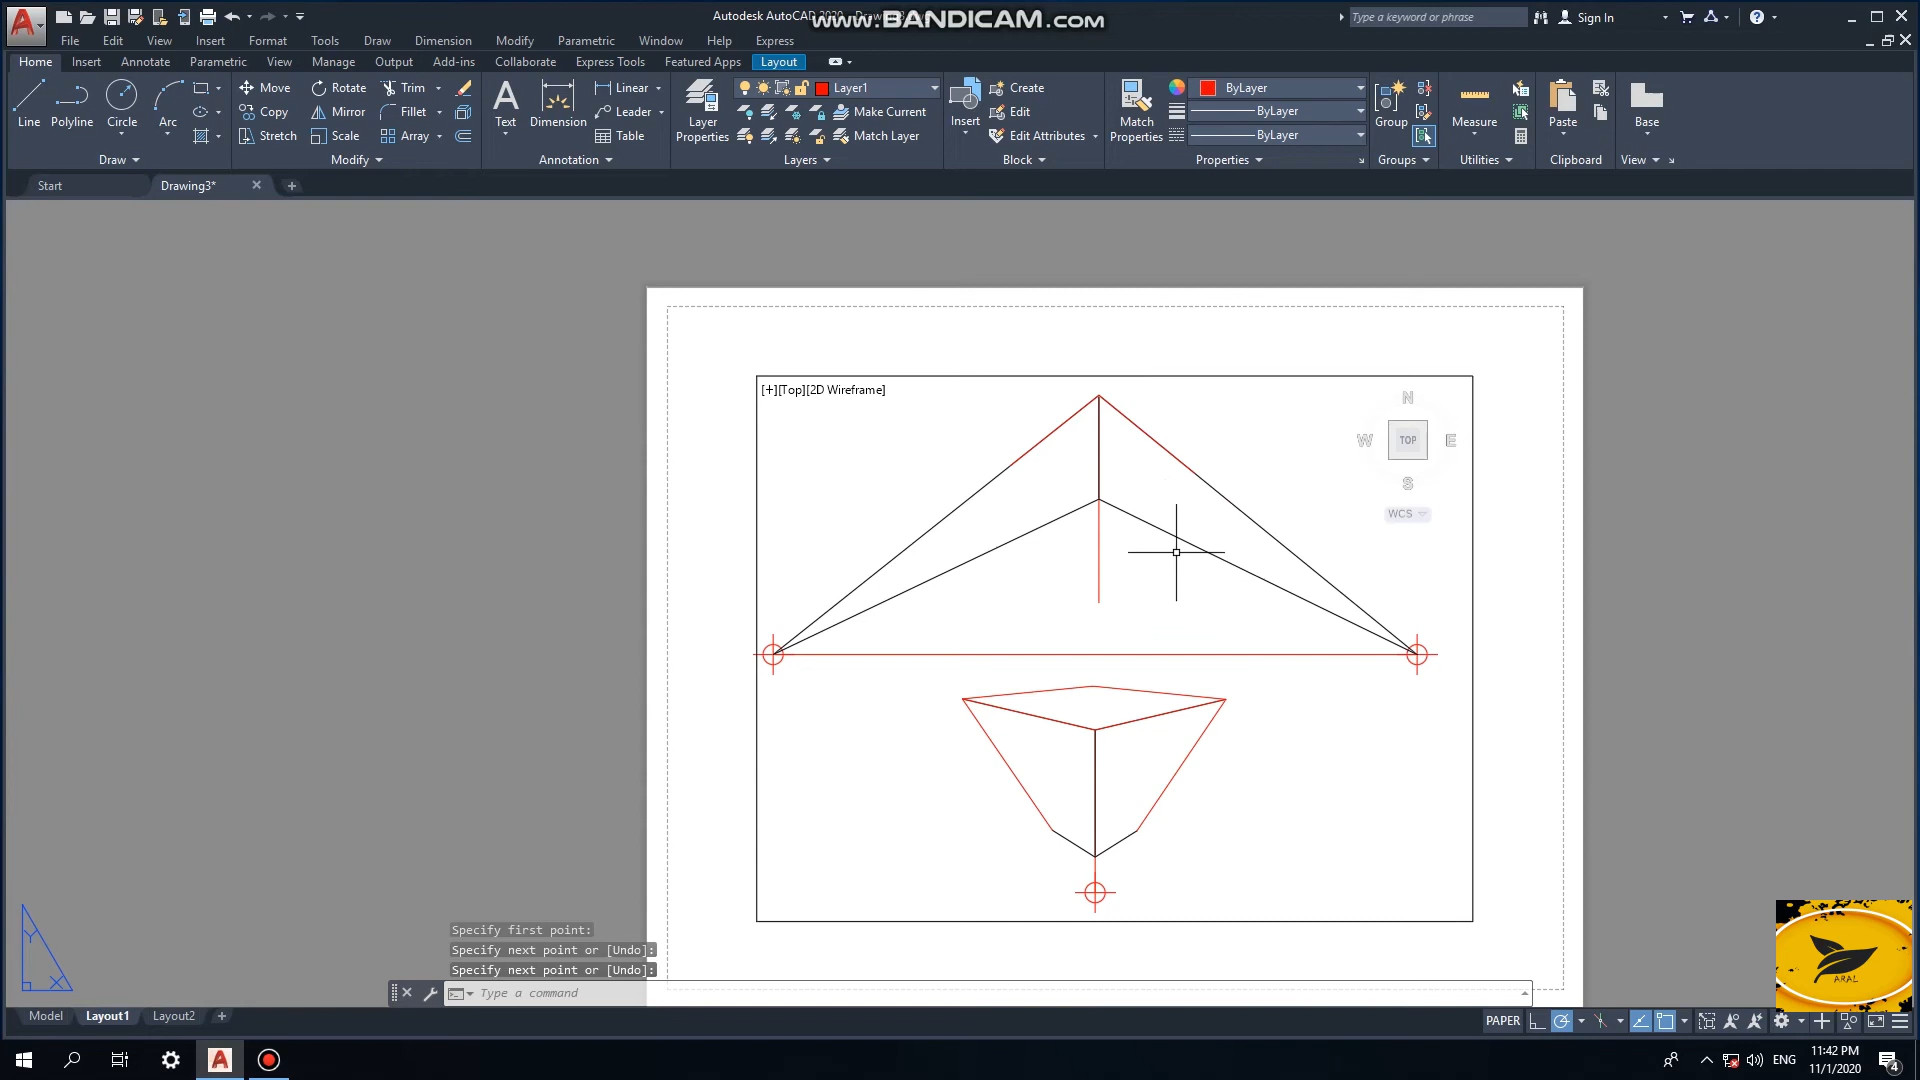 Autodesk AutoCAD 2020
www.BANDICAM.com
Type a keyword or phrase
Sign In
File Edit View Insert Format Tools Draw Dimension Modify Parametric Window Help Express
Home Insert Annotate Parametric View Manage Output Add-ins Collaborate Express Tools Featured Apps Layout
Line Polyline Circle Arc
Move Rotate Trim
Copy Mirror Fillet
Stretch Scale Array
Text Dimension
Linear
Leader
Table
Layer Properties
Layer1
Make Current
Match Layer
Insert
Create
Edit
Edit Attributes
Match Properties
ByLayer
ByLayer
ByLayer
Group
Measure
Paste
Base
Draw Modify Annotation Layers Block Properties Groups Utilities Clipboard View
Start Drawing3*
[+][Top][2D Wireframe]
N
W TOP E
S
WCS
Y
X
Specify first point:
Specify next point or [Undo]:
Specify next point or [Undo]:
Type a command
ARAL
Model Layout1 Layout2
PAPER
ENG
11:42 PM
11/1/2020
4